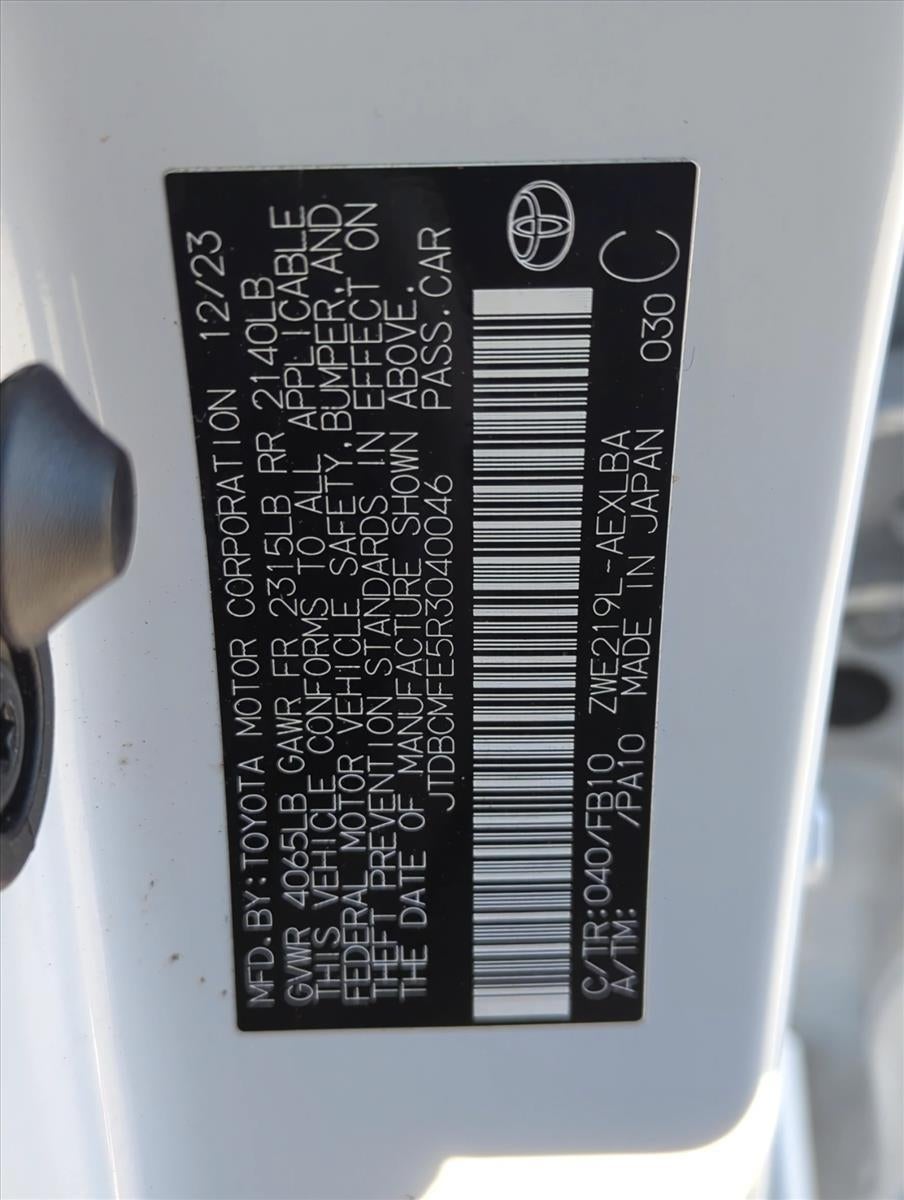 MFD.BY:TOYOTA MOTOR CORPORATION 12/23
GVWR 4065LB GAWR FR 2315LB RR 2140LB
THIS VEHICLE CONFORMS TO ALL APPLICABLE
FEDERAL MOTOR VEHICLE SAFETY,BUMPER,AND
THEFT PREVENTION STANDARDS IN EFFECT ON
THE DATE OF MANUFACTURE SHOWN ABOVE.
JTDBCMFE5R3040046 PASS.CAR
C/TR:040/FB10 ZWE219L-AEXLBA
A/TM: /PA10 MADE IN JAPAN 030 C